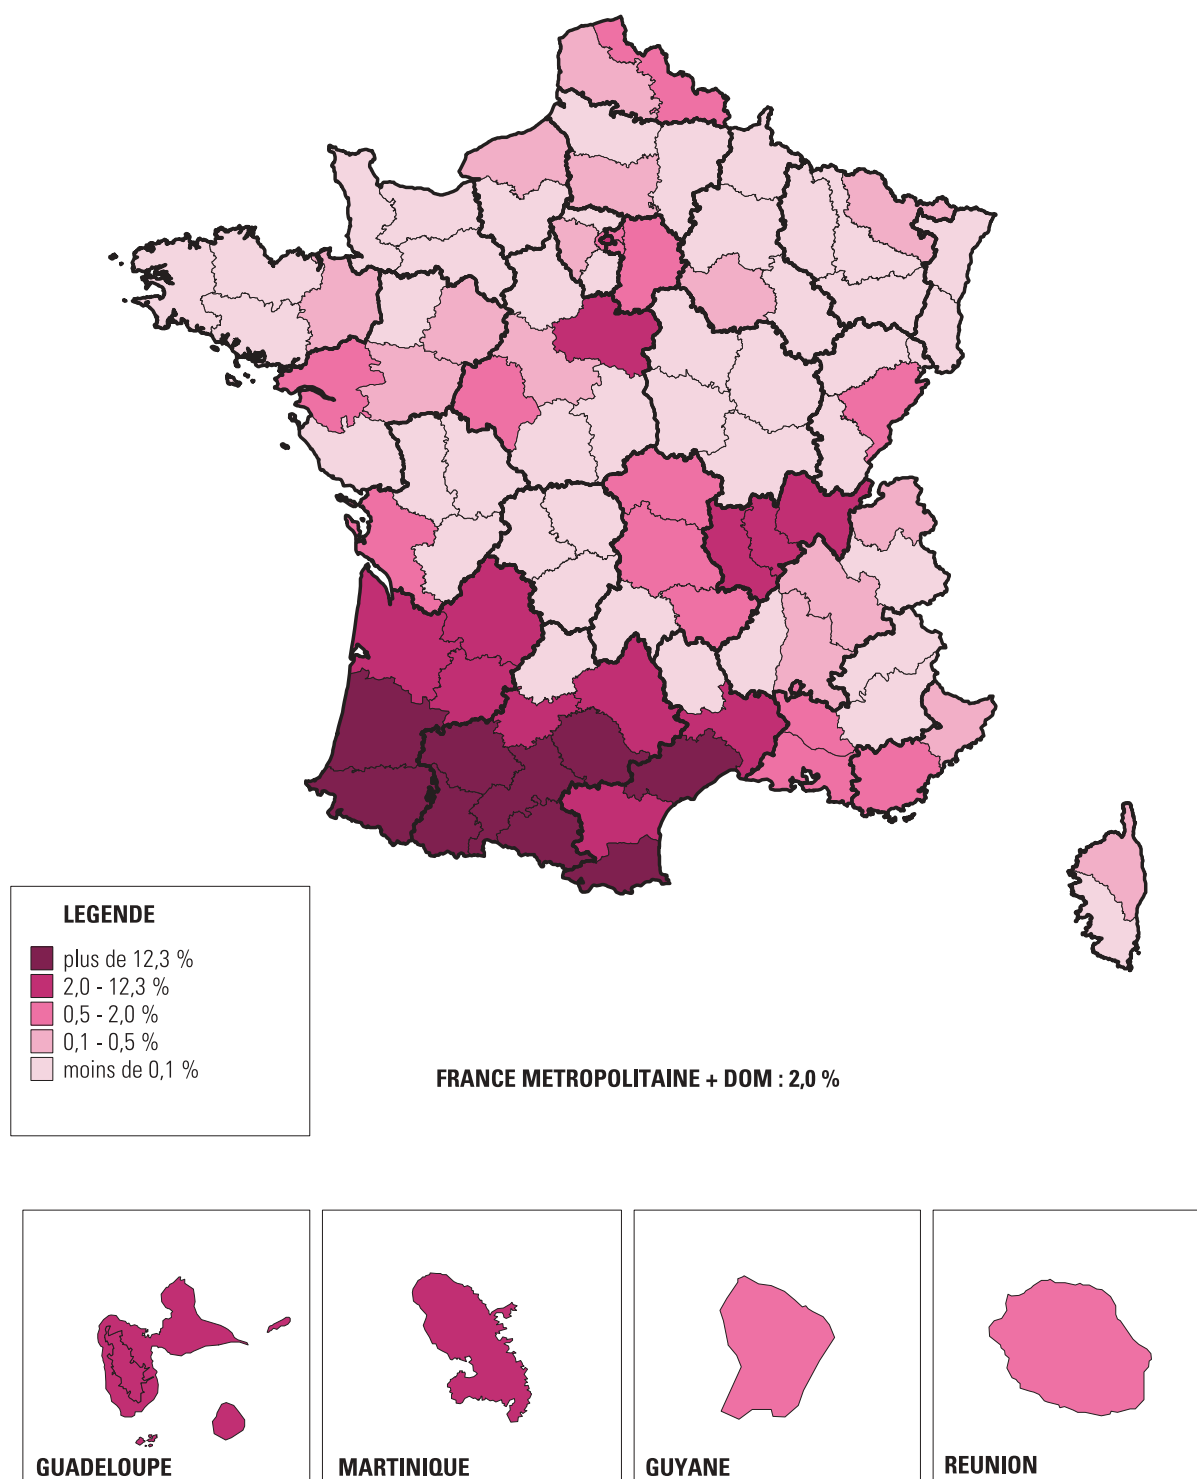 LEGENDE
plus de 12,3 %
2,0 - 12,3 %
0,5 - 2,0 %
0,1 - 0,5 %
moins de 0,1 %
FRANCE METROPOLITAINE + DOM : 2,0 %
GUADELOUPE
MARTINIQUE
GUYANE
REUNION